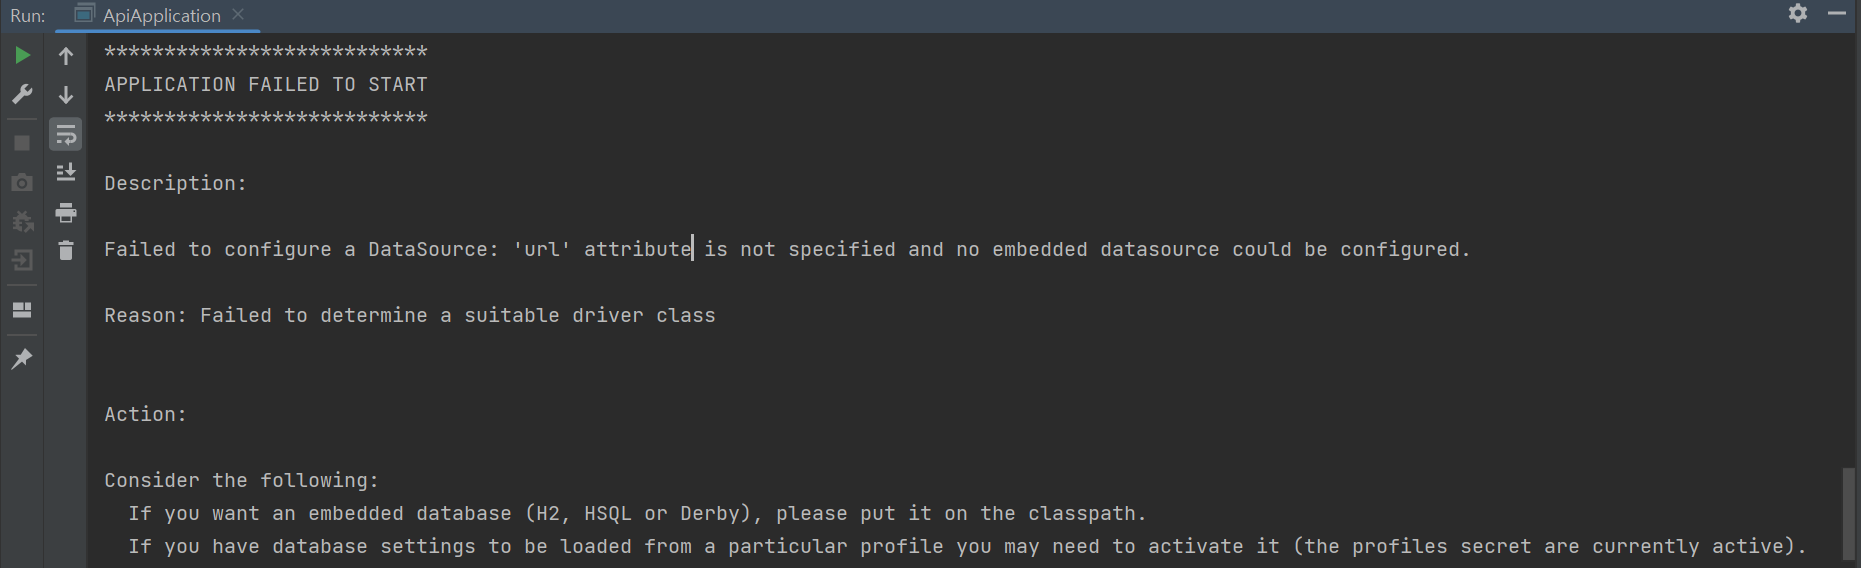 Run: ApiApplication
***************************
APPLICATION FAILED TO START
***************************
Description:
Failed to configure a DataSource: 'url' attribute is not specified and no embedded datasource could be configured.
Reason: Failed to determine a suitable driver class
Action:
Consider the following:
If you want an embedded database (H2, HSQL or Derby), please put it on the classpath.
If you have database settings to be loaded from a particular profile you may need to activate it (the profiles secret are currently active).